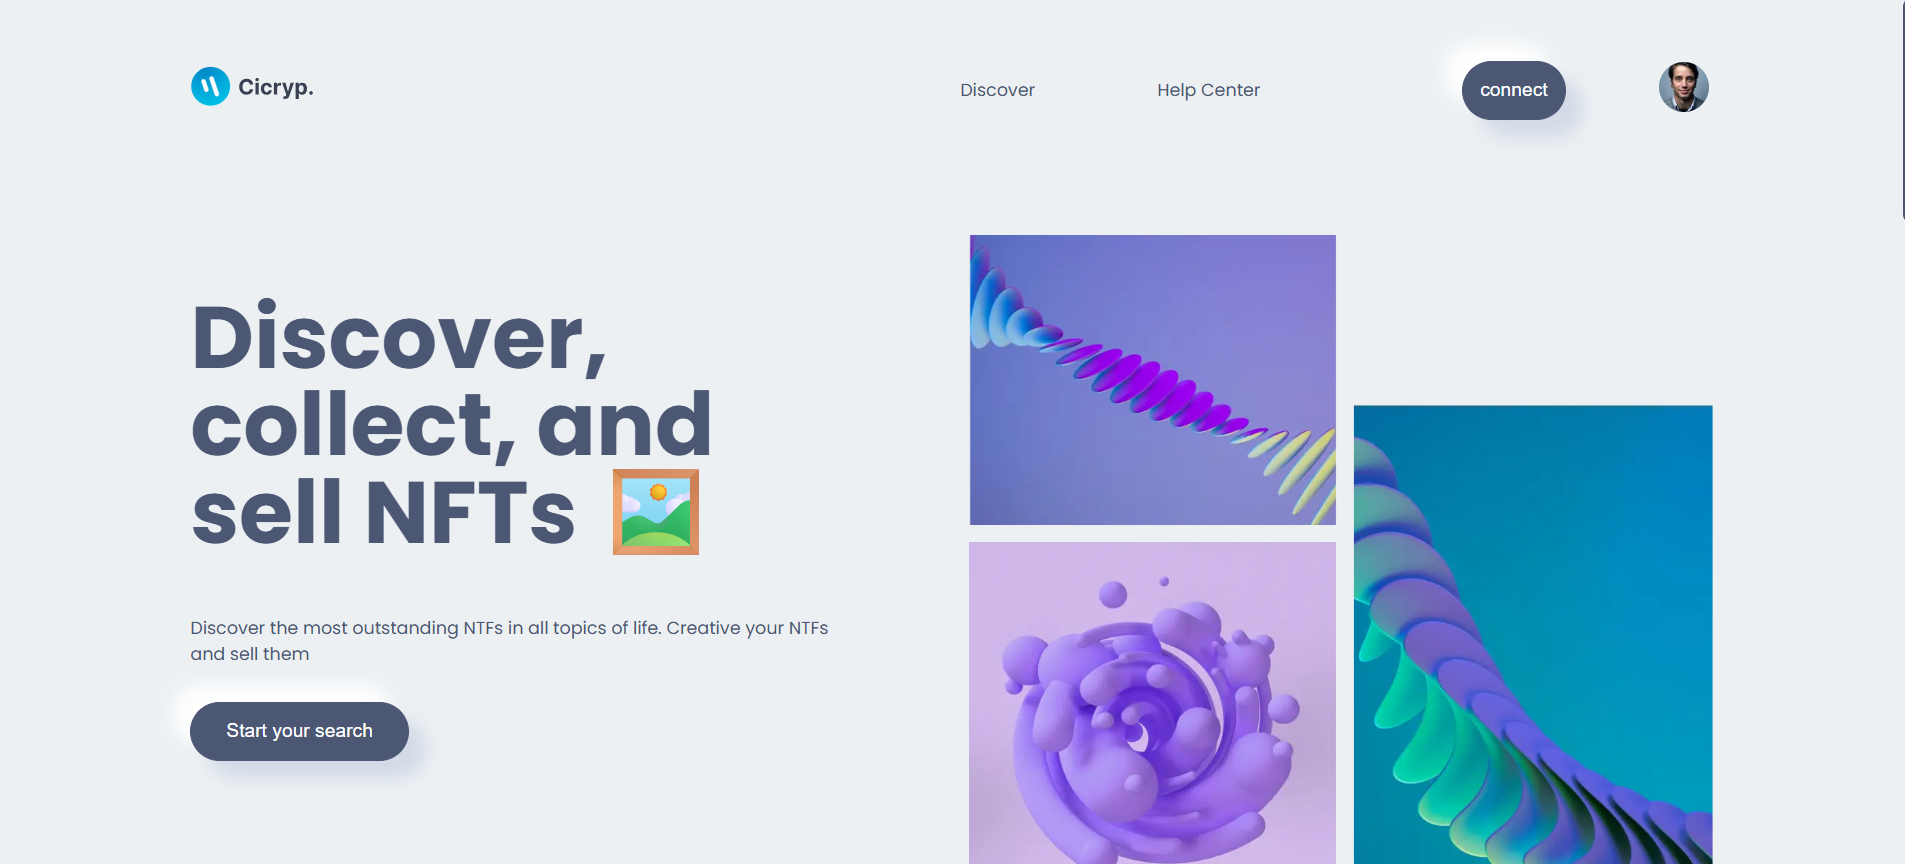 Cicryp.
Discover
Help Center
connect
Discover,
collect, and
sell NFTs
Discover the most outstanding NTFs in all topics of life. Creative your NTFs
and sell them
Start your search